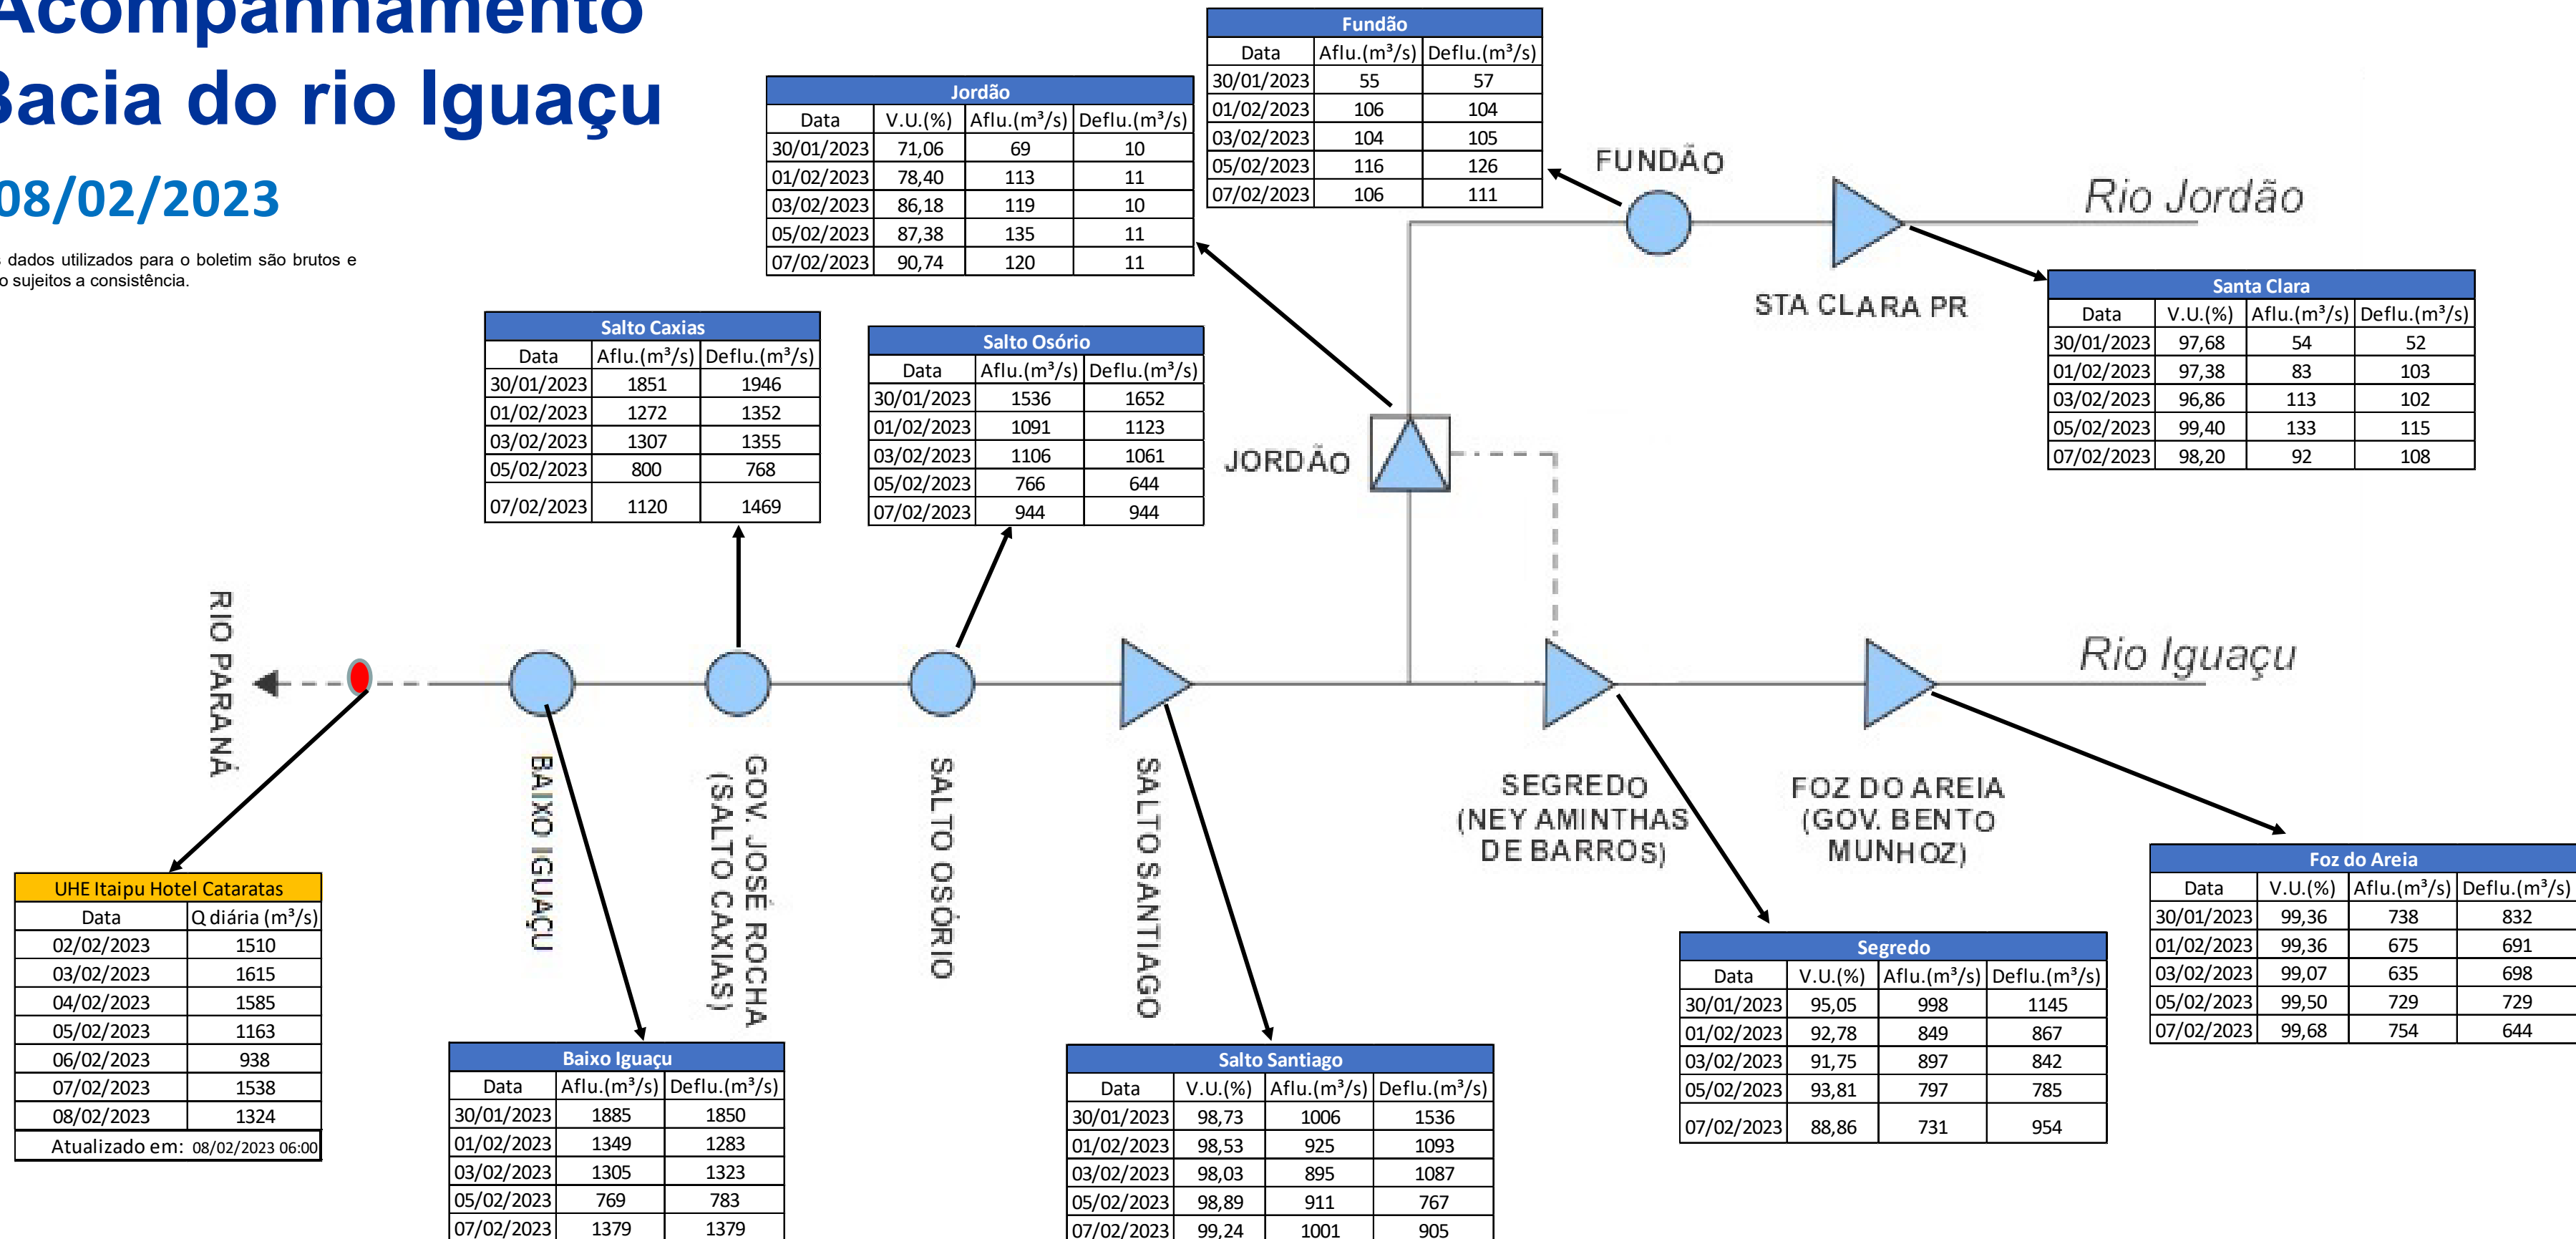 Acompanhamento
Bacia do rio Iguaçu
08/02/2023
s dados utilizados para o boletim são brutos e
o sujeitos a consistência.
Fundão
Data Aflu.(m³/s) Deflu.(m³/s)
30/01/2023 55 57
01/02/2023 106 104
03/02/2023 104 105
05/02/2023 116 126
07/02/2023 106 111
Jordão
Data V.U.(%) Aflu.(m³/s) Deflu.(m³/s)
30/01/2023 71,06 69 10
01/02/2023 78,40 113 11
03/02/2023 86,18 119 10
05/02/2023 87,38 135 11
07/02/2023 90,74 120 11
FUNDÃO
Rio Jordão
STA CLARA PR
Santa Clara
Data V.U.(%) Aflu.(m³/s) Deflu.(m³/s)
30/01/2023 97,68 54 52
01/02/2023 97,38 83 103
03/02/2023 96,86 113 102
05/02/2023 99,40 133 115
07/02/2023 98,20 92 108
Salto Caxias
Data Aflu.(m³/s) Deflu.(m³/s)
30/01/2023 1851 1946
01/02/2023 1272 1352
03/02/2023 1307 1355
05/02/2023 800 768
07/02/2023 1120 1469
Salto Osório
Data Aflu.(m³/s) Deflu.(m³/s)
30/01/2023 1536 1652
01/02/2023 1091 1123
03/02/2023 1106 1061
05/02/2023 766 644
07/02/2023 944 944
JORDÃO
RIO PARANÁ
Rio Iguaçu
BAIXO IGUAÇU
GOV. JOSÉ ROCHA
(SALTO CAXIAS)
SALTO OSÓRIO
SALTO SANTIAGO
SEGREDO
(NEY AMINTHAS
DE BARROS)
FOZ DO AREIA
(GOV. BENTO
MUNHOZ)
UHE Itaipu Hotel Cataratas
Data Q diária (m³/s)
02/02/2023 1510
03/02/2023 1615
04/02/2023 1585
05/02/2023 1163
06/02/2023 938
07/02/2023 1538
08/02/2023 1324
Atualizado em: 08/02/2023 06:00
Baixo Iguaçu
Data Aflu.(m³/s) Deflu.(m³/s)
30/01/2023 1885 1850
01/02/2023 1349 1283
03/02/2023 1305 1323
05/02/2023 769 783
07/02/2023 1379 1379
Salto Santiago
Data V.U.(%) Aflu.(m³/s) Deflu.(m³/s)
30/01/2023 98,73 1006 1536
01/02/2023 98,53 925 1093
03/02/2023 98,03 895 1087
05/02/2023 98,89 911 767
07/02/2023 99,24 1001 905
Segredo
Data V.U.(%) Aflu.(m³/s) Deflu.(m³/s)
30/01/2023 95,05 998 1145
01/02/2023 92,78 849 867
03/02/2023 91,75 897 842
05/02/2023 93,81 797 785
07/02/2023 88,86 731 954
Foz do Areia
Data V.U.(%) Aflu.(m³/s) Deflu.(m³/s)
30/01/2023 99,36 738 832
01/02/2023 99,36 675 691
03/02/2023 99,07 635 698
05/02/2023 99,50 729 729
07/02/2023 99,68 754 644